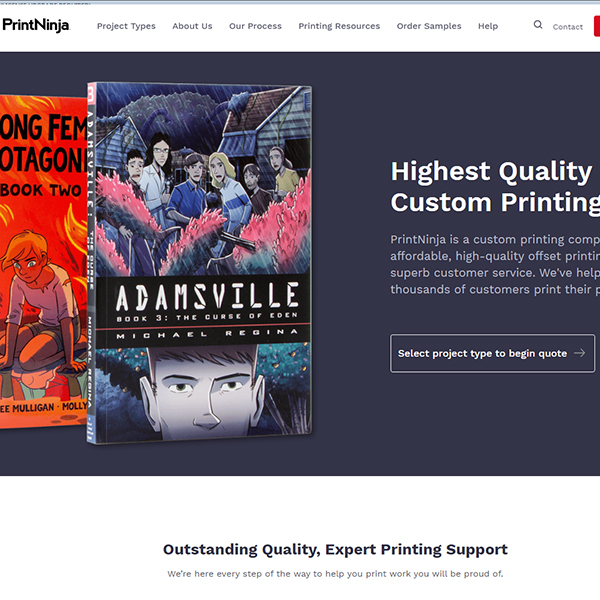 PrintNinja
Project Types
About Us
Our Process
Printing Resources
Order Samples
Help
Contact
ONG FEM
OTAGONI
BOOK TWO
EE MULLIGAN · MOLLY
ADAMSVILLE: THE CURSE OF EDEN MICHAEL REGINA
ADAMSVILLE
BOOK 3: THE CURSE OF EDEN
MICHAEL REGINA
Highest Quality
Custom Printing
PrintNinja is a custom printing comp
affordable, high-quality offset printin
superb customer service. We've help
thousands of customers print their p
Select project type to begin quote →
Outstanding Quality, Expert Printing Support
We're here every step of the way to help you print work you will be proud of.